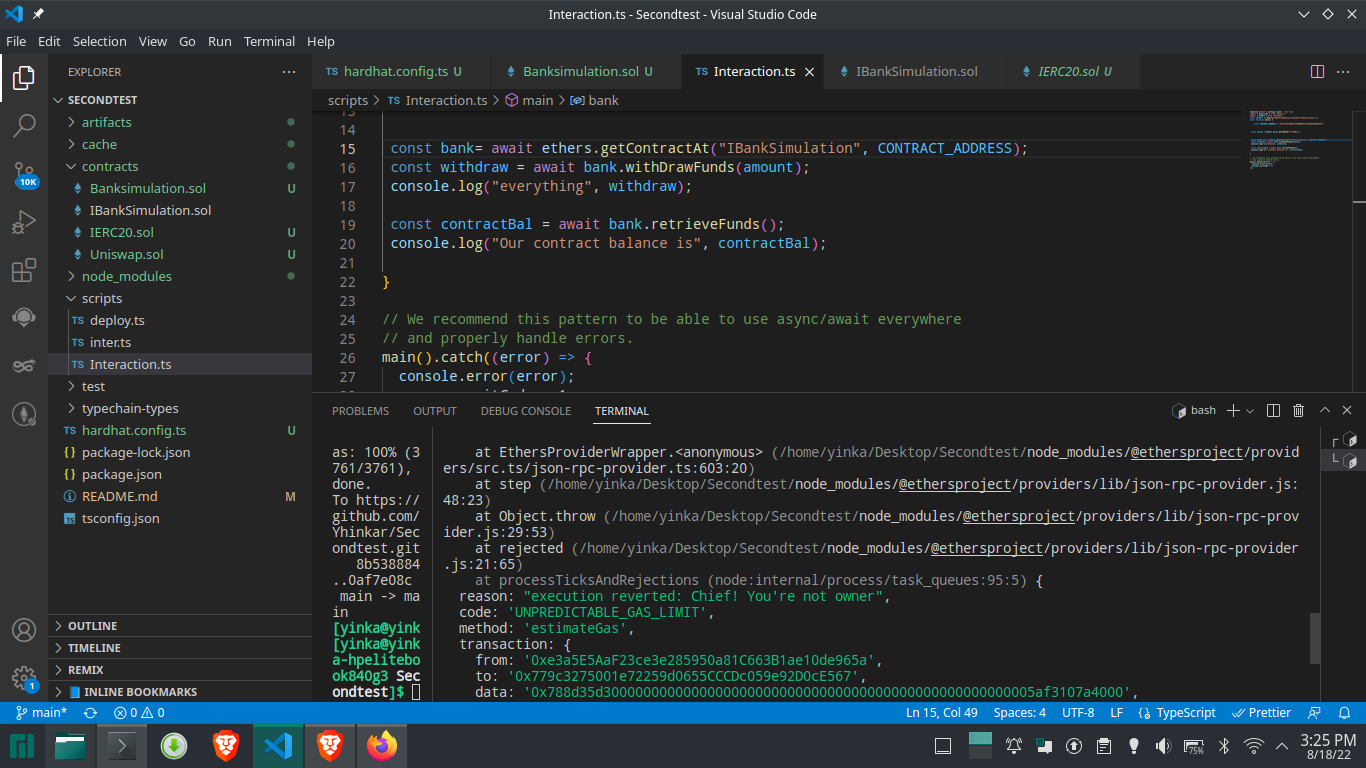 Interaction.ts - Secondtest - Visual Studio Code
File Edit Selection View Go Run Terminal Help
EXPLORER
SECONDTEST
artifacts
cache
contracts
Banksimulation.sol U
IBankSimulation.sol
IERC20.sol U
Uniswap.sol U
node_modules
scripts
TS deploy.ts
TS inter.ts
TS Interaction.ts
test
typechain-types
TS hardhat.config.ts U
{} package-lock.json
{} package.json
README.md M
TS tsconfig.json
OUTLINE
TIMELINE
REMIX
INLINE BOOKMARKS
10K
1
TS hardhat.config.ts U Banksimulation.sol U TS Interaction.ts IBankSimulation.sol IERC20.sol U
scripts > TS Interaction.ts > main > bank
13
14
15 const bank= await ethers.getContractAt("IBankSimulation", CONTRACT_ADDRESS);
16 const withdraw = await bank.withDrawFunds(amount);
17 console.log("everything", withdraw);
18
19 const contractBal = await bank.retrieveFunds();
20 console.log("Our contract balance is", contractBal);
21
22 }
23
24 // We recommend this pattern to be able to use async/await everywhere
25 // and properly handle errors.
26 main().catch((error) => {
27 console.error(error);
PROBLEMS OUTPUT DEBUG CONSOLE TERMINAL
bash
as: 100% (3
761/3761),
done.
To https://
github.com/
Yhinkar/Sec
ondtest.git
8b538884
..0af7e08c
main -> ma
in
[yinka@yink
[yinka@yink
a-hpelitebo
ok840g3 Sec
ondtest]$
at EthersProviderWrapper.<anonymous> (/home/yinka/Desktop/Secondtest/node_modules/@ethersproject/provid
ers/src.ts/json-rpc-provider.ts:603:20)
at step (/home/yinka/Desktop/Secondtest/node_modules/@ethersproject/providers/lib/json-rpc-provider.js:
48:23)
at Object.throw (/home/yinka/Desktop/Secondtest/node_modules/@ethersproject/providers/lib/json-rpc-prov
ider.js:29:53)
at rejected (/home/yinka/Desktop/Secondtest/node_modules/@ethersproject/providers/lib/json-rpc-provider
.js:21:65)
at processTicksAndRejections (node:internal/process/task_queues:95:5) {
reason: "execution reverted: Chief! You're not owner",
code: 'UNPREDICTABLE_GAS_LIMIT',
method: 'estimateGas',
transaction: {
from: '0xe3a5E5AaF23ce3e285950a81C663B1ae10de965a',
to: '0x779c3275001e72259d0655CCCDc059e92D0cE567',
data: '0x788d35d300000000000000000000000000000000000000000000000000005af3107a4000',
main* 0 0 Ln 15, Col 49 Spaces: 4 UTF-8 LF {} TypeScript Prettier
75% 3:25 PM
8/18/22